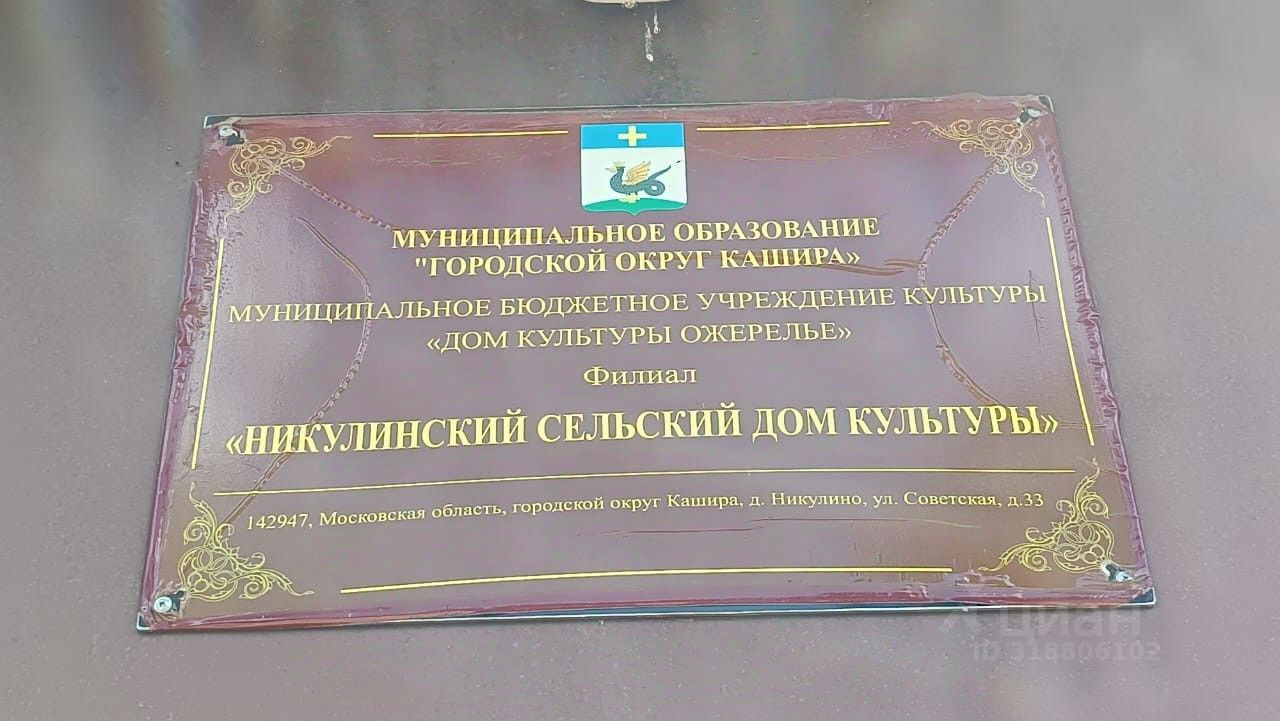 МУНИЦИПАЛЬНОЕ ОБРАЗОВАНИЕ
"ГОРОДСКОЙ ОКРУГ КАШИРА»
МУНИЦИПАЛЬНОЕ БЮДЖЕТНОЕ УЧРЕЖДЕНИЕ КУЛЬТУРЫ
«ДОМ КУЛЬТУРЫ ОЖЕРЕЛЬЕ»
Филиал
«НИКУЛИНСКИЙ СЕЛЬСКИЙ ДОМ КУЛЬТУРЫ»
142947, Московская область, городской округ Кашира, д. Никулино, ул. Советская, д.33
циан
ID 318806102